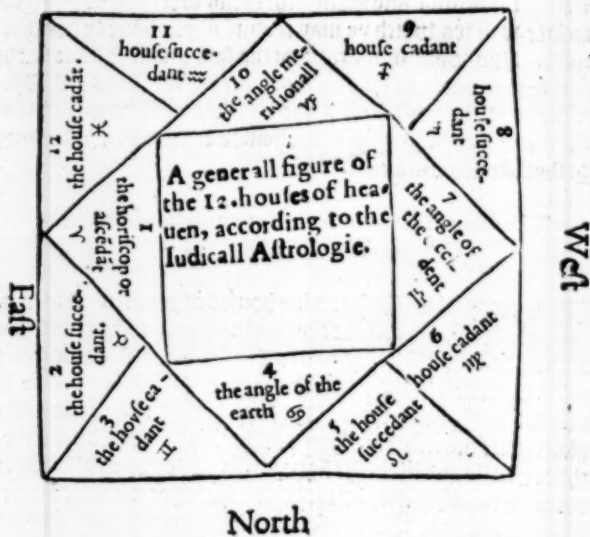 11
houſe ſucce-
dant ♒
10
the angle me-
ridionall
♑
9
houſe cadant
♐
8
houſe ſucce-
dant
♏
12
the houſe cadāt.
♓
1
the horiſcop or
aſcēdāt
♈
A generall figure of
the 12. houſes of hea-
uen, according to the
Iudicall Aſtrologie.
7
the angle of
the occi-
dent
♎
Weſt
Eaſt
2
the houſe ſucce-
dant.
♉
3
the hovſe ca-
dant
♊
4
the angle of the
earth ♋
5
the houſe
ſuccedant
♌
6
houſe cadant
♍
North